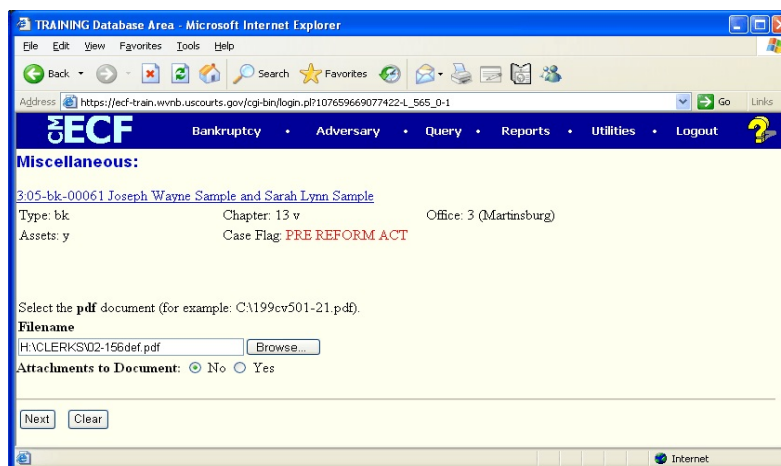 TRAINING Database Area - Microsoft Internet Explorer
File Edit View Favorites Tools Help
Back Search Favorites
Address https://ecf-train.wvnb.uscourts.gov/cgi-bin/login.pl?107659669077422-L_565_0-1 Go Links
CM ECF Bankruptcy • Adversary • Query • Reports • Utilities • Logout ?
Miscellaneous:
3:05-bk-00061 Joseph Wayne Sample and Sarah Lynn Sample
Type: bk Chapter: 13 v Office: 3 (Martinsburg)
Assets: y Case Flag: PRE REFORM ACT
Select the pdf document (for example: C:\199cv501-21.pdf).
Filename
H:\CLERKS\02-156def.pdf Browse...
Attachments to Document: No Yes
Next Clear
Internet